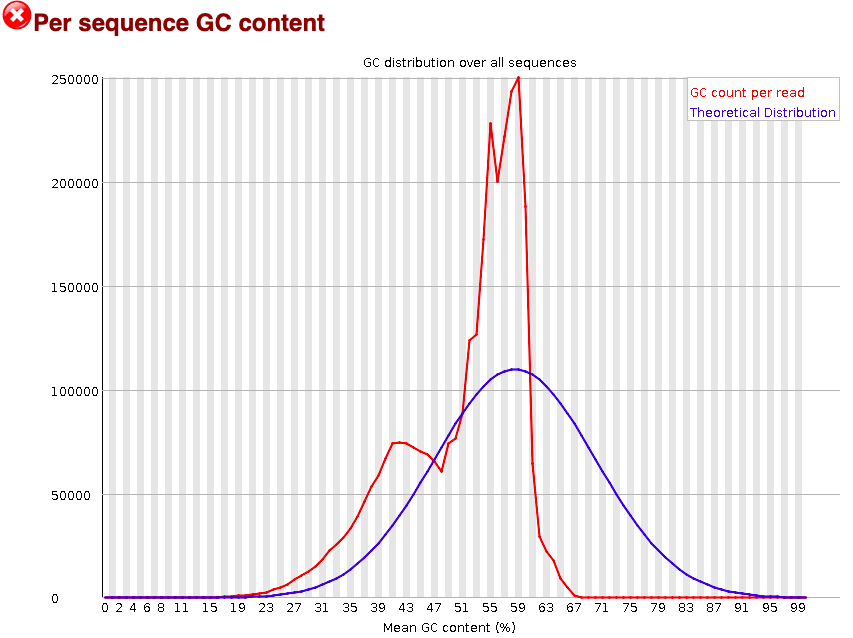 Per sequence GC content
GC distribution over all sequences
GC count per read
Theoretical Distribution
250000
200000
150000
100000
50000
0
0 2 4 6 8 11 15 19 23 27 31 35 39 43 47 51 55 59 63 67 71 75 79 83 87 91 95 99
Mean GC content (%)